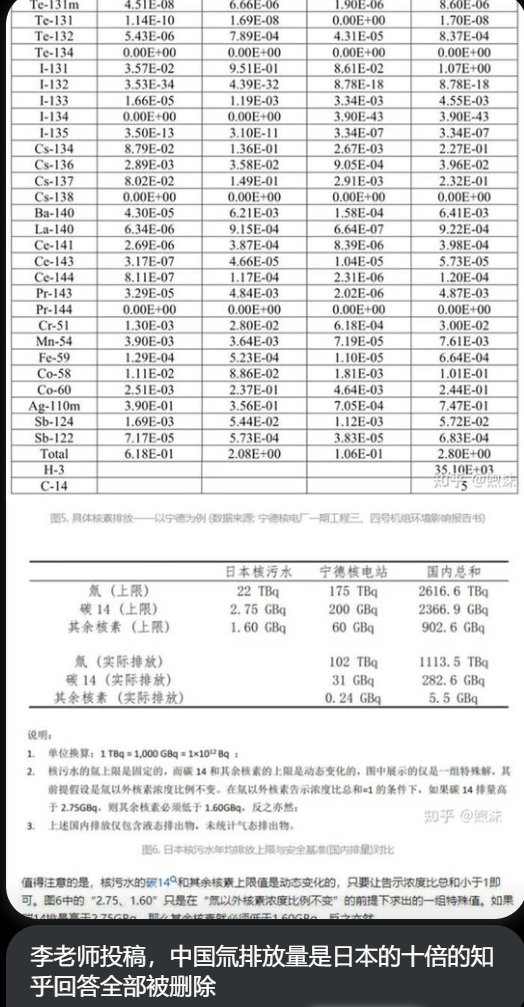 Te-131m 4.51E-08 6.66E-06 1.90E-06 8.60E-06
Te-131 1.14E-10 1.69E-08 0.00E+00 1.70E-08
Te-132 5.43E-06 7.89E-04 4.31E-05 8.37E-04
Te-134 0.00E+00 0.00E+00 0.00E+00 0.00E+00
I-131 3.57E-02 9.51E-01 8.61E-02 1.07E+00
I-132 3.53E-34 4.39E-32 8.78E-18 8.78E-18
I-133 1.66E-05 1.19E-03 3.34E-03 4.55E-03
I-134 0.00E+00 0.00E+00 3.90E-43 3.90E-43
I-135 3.50E-13 3.10E-11 3.34E-07 3.34E-07
Cs-134 8.79E-02 1.36E-01 2.67E-03 2.27E-01
Cs-136 2.89E-03 3.58E-02 9.05E-04 3.96E-02
Cs-137 8.02E-02 1.49E-01 2.91E-03 2.32E-01
Cs-138 0.00E+00 0.00E+00 0.00E+00 0.00E+00
Ba-140 4.30E-05 6.21E-03 1.58E-04 6.41E-03
La-140 6.34E-06 9.15E-04 6.64E-07 9.22E-04
Ce-141 2.69E-06 3.87E-04 8.39E-06 3.98E-04
Ce-143 3.17E-07 4.66E-05 1.04E-05 5.73E-05
Ce-144 8.11E-07 1.17E-04 2.31E-06 1.20E-04
Pr-143 3.29E-05 4.84E-03 2.02E-06 4.87E-03
Pr-144 0.00E+00 0.00E+00 0.00E+00 0.00E+00
Cr-51 1.30E-03 2.80E-02 6.18E-04 3.00E-02
Mn-54 3.90E-03 3.64E-03 7.19E-05 7.61E-03
Fe-59 1.29E-04 5.23E-04 1.10E-05 6.64E-04
Co-58 1.11E-02 8.86E-02 1.81E-03 1.01E-01
Co-60 2.51E-03 2.37E-01 4.64E-03 2.44E-01
Ag-110m 3.90E-01 3.56E-01 7.05E-04 7.47E-01
Sb-124 1.69E-03 5.44E-02 1.12E-03 5.72E-02
Sb-122 7.17E-05 5.73E-04 3.83E-05 6.83E-04
Total 6.18E-01 2.08E+00 1.06E-01 2.80E+00
H-3 35.10E+03
C-14 5
知乎 @煦沫
图5. 具体核素排放——以宁德为例 (数据来源: 宁德核电厂一期工程三、四号机组环境影响报告书)
日本核污水 宁德核电站 国内总和
氚（上限） 22 TBq 175 TBq 2616.6 TBq
碳 14（上限） 2.75 GBq 200 GBq 2366.9 GBq
其余核素（上限） 1.60 GBq 60 GBq 902.6 GBq
氚（实际排放） 102 TBq 1113.5 TBq
碳 14（实际排放） 31 GBq 282.6 GBq
其余核素（实际排放） 0.24 GBq 5.5 GBq
说明：
1. 单位换算：1 TBq = 1,000 GBq = 1×10¹² Bq ；
2. 核污水的氚上限是固定的，而碳 14 和其余核素的上限是动态变化的，图中展示的仅是一组特殊解，其
前提假设是氚以外核素浓度比例不变。在氚以外核素告示浓度比总和=1 的条件下，如果碳 14 排量高
于 2.75GBq，则其余核素必须低于 1.60GBq，反之亦然；
3. 上述国内排放仅包含液态排出物，未统计气态排出物。
知乎 @煦沫
图6. 日本核污水年均排放上限与安全基准(国内排量)对比
值得注意的是，核污水的碳14和其余核素上限值是动态变化的，只要让告示浓度比总和小于1即
可。图6中的“2.75、1.60”只是在“氚以外核素浓度比例不变”的前提下求出的一组特殊值。如果
碳14排量高于2.75GBq，那么其余核素就必须低于1.60GBq，反之亦然
李老师投稿，中国氚排放量是日本的十倍的知
乎回答全部被删除